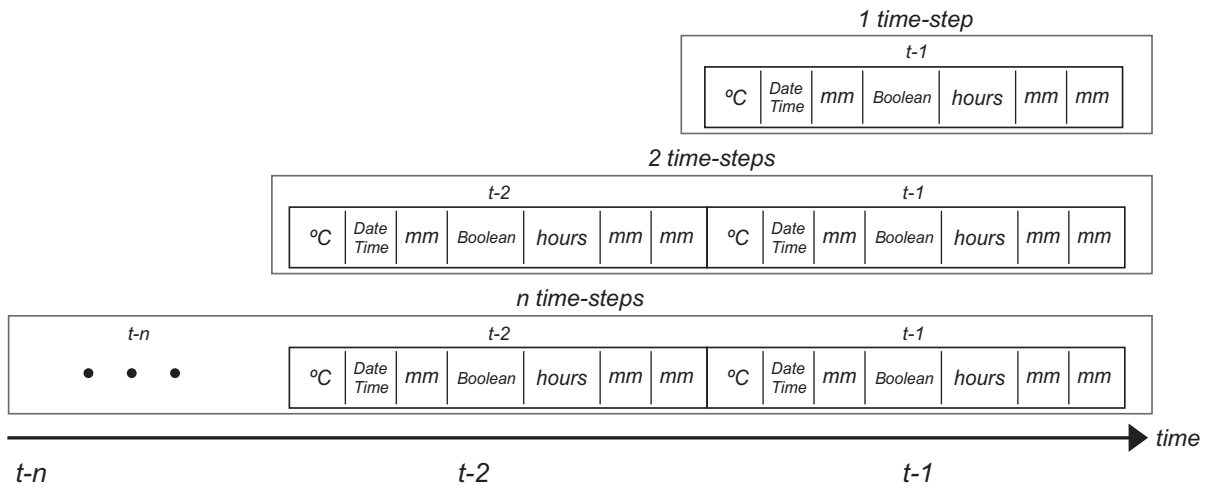 1 time-step
t-1
ºC Date Time mm Boolean hours mm mm
2 time-steps
t-2 t-1
ºC Date Time mm Boolean hours mm mm ºC Date Time mm Boolean hours mm mm
n time-steps
t-n t-2 t-1
• • • ºC Date Time mm Boolean hours mm mm ºC Date Time mm Boolean hours mm mm
time
t-n t-2 t-1